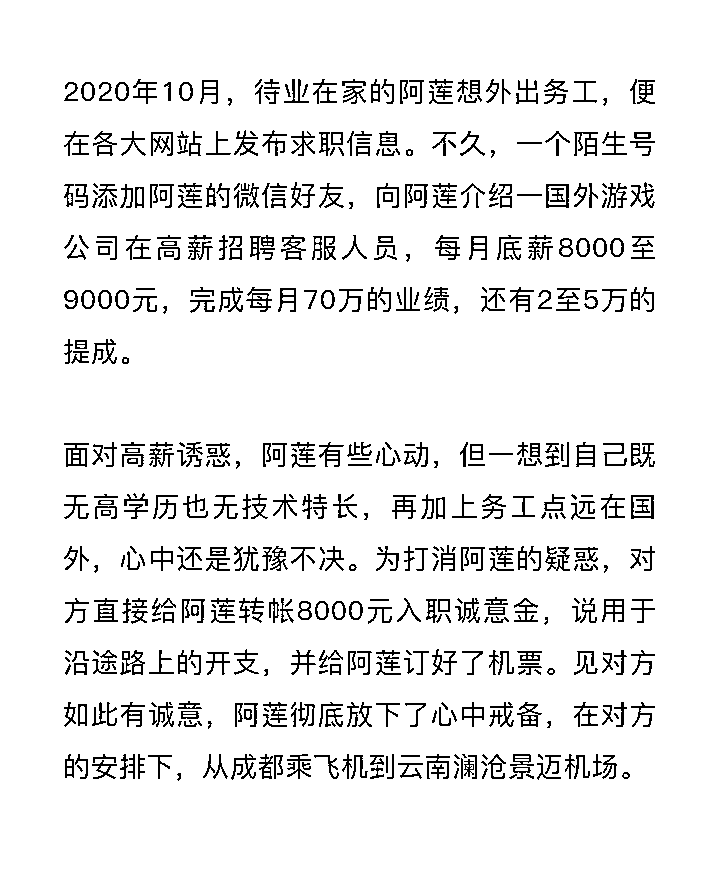 2020年10月，待业在家的阿莲想外出务工，便
在各大网站上发布求职信息。不久，一个陌生号
码添加阿莲的微信好友，向阿莲介绍一国外游戏
公司在高薪招聘客服人员，每月底薪8000至
9000元，完成每月70万的业绩，还有2至5万的
提成。
面对高薪诱惑，阿莲有些心动，但一想到自己既
无高学历也无技术特长，再加上务工点远在国
外，心中还是犹豫不决。为打消阿莲的疑惑，对
方直接给阿莲转帐8000元入职诚意金，说用于
沿途路上的开支，并给阿莲订好了机票。见对方
如此有诚意，阿莲彻底放下了心中戒备，在对方
的安排下，从成都乘飞机到云南澜沧景迈机场。